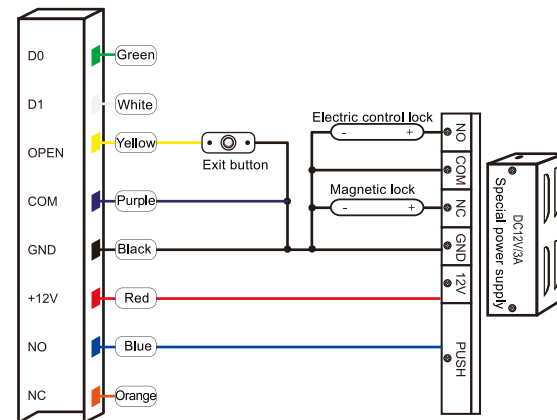 D0
Green
D1
White
OPEN
Yellow
Exit button
COM
Purple
GND
Black
+12V
Red
NO
Blue
NC
Orange
Electric control lock
- +
Magnetic lock
- +
NO
COM
NC
GND
12V
PUSH
DC12V/3A
Special power supply